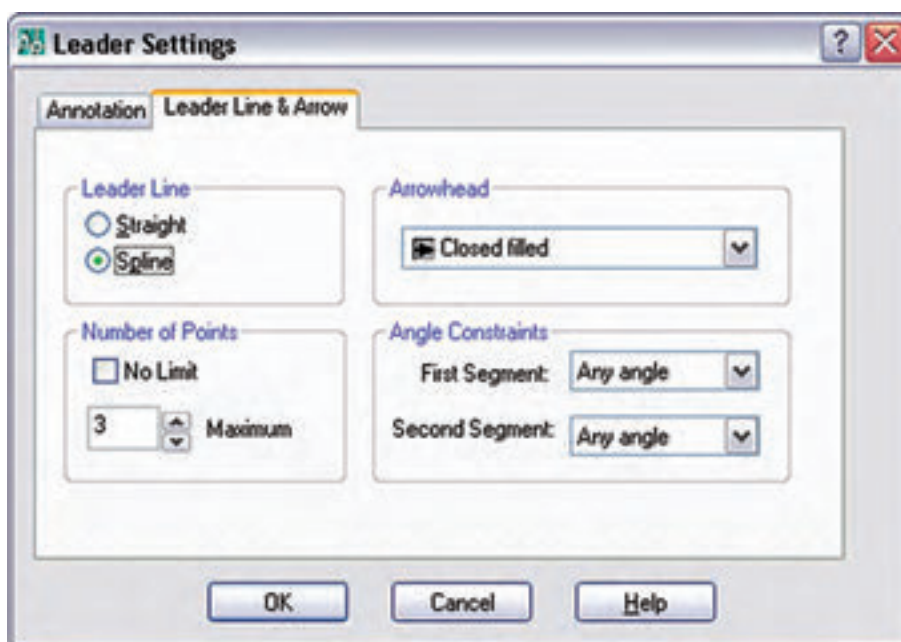 Leader Settings
Annotation
Leader Line & Arrow
Leader Line
Straight
Spline
Arrowhead
Closed filled
Number of Points
No Limit
3 Maximum
Angle Constraints
First Segment: Any angle
Second Segment: Any angle
OK Cancel Help